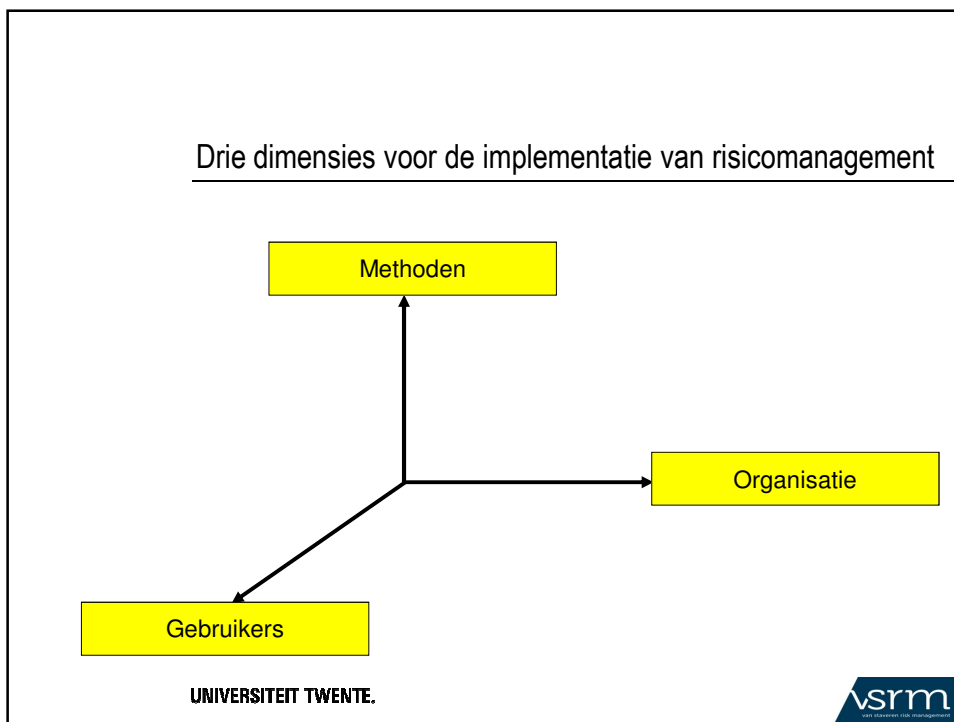 Drie dimensies voor de implementatie van risicomanagement
Methoden
Organisatie
Gebruikers
UNIVERSITEIT TWENTE.
vsrm
van staveren risk management